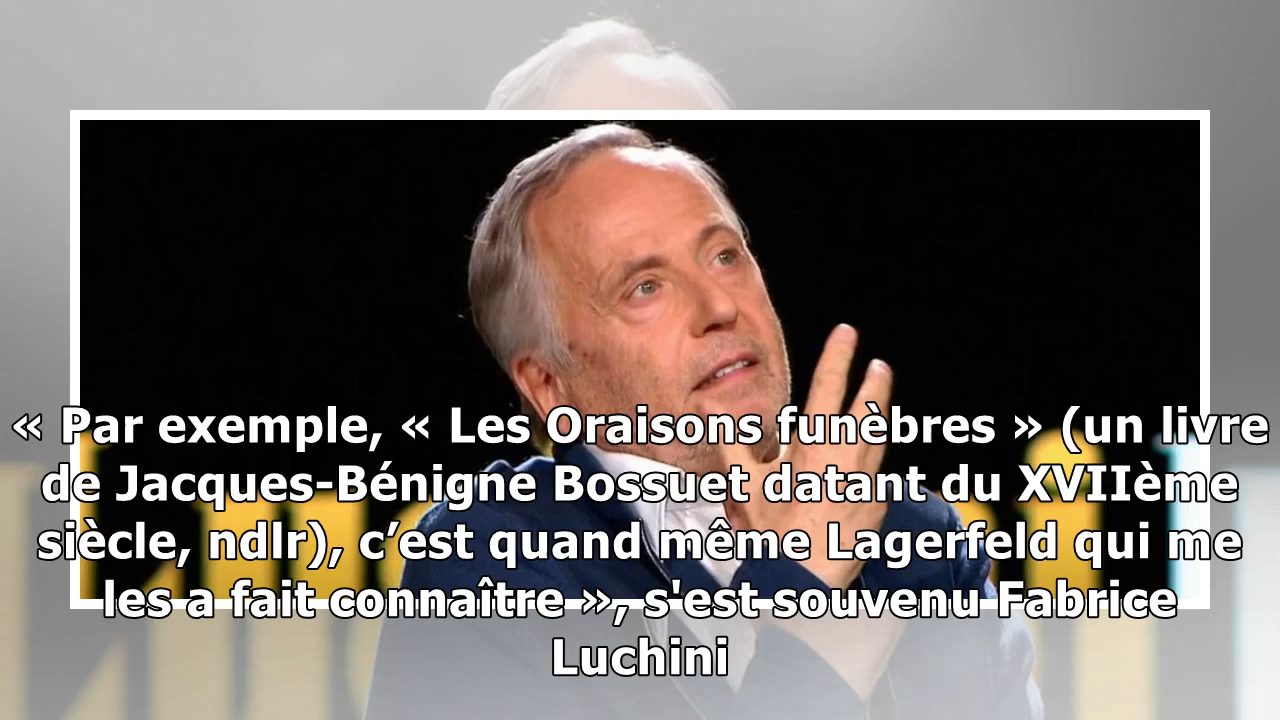 « Par exemple, « Les Oraisons funèbres » (un livre
de Jacques-Bénigne Bossuet datant du XVIIème
siècle, ndlr), c’est quand même Lagerfeld qui me
les a fait connaître », s'est souvenu Fabrice
Luchini